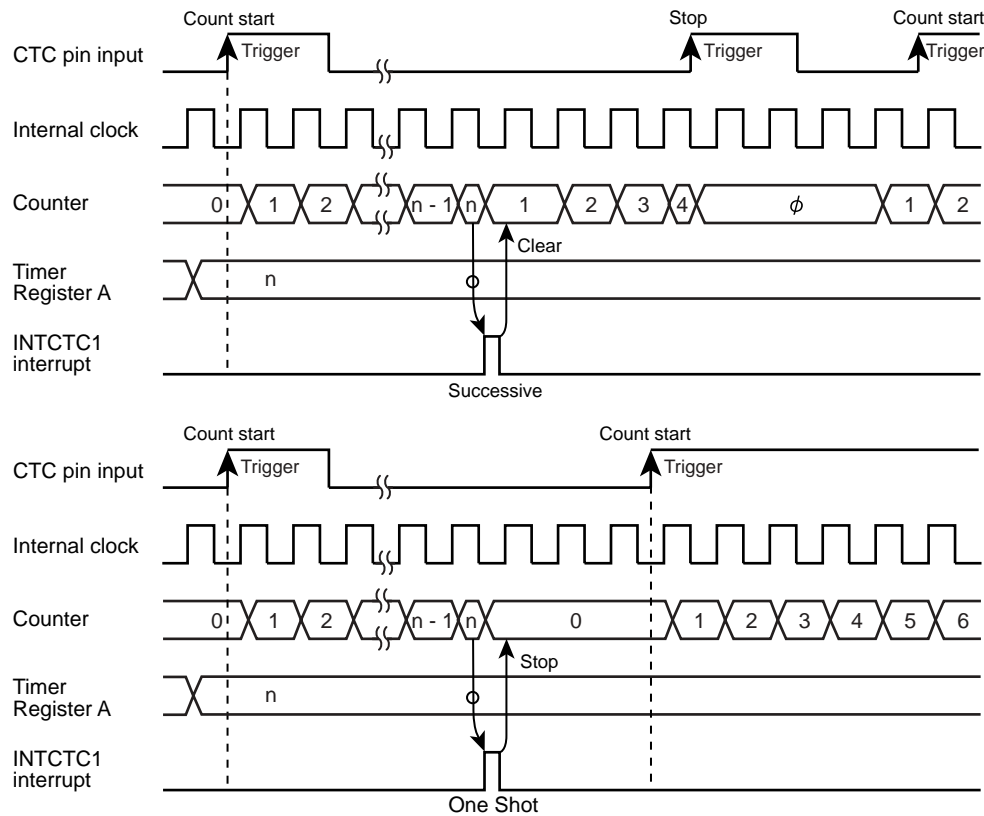 Count start Stop Count start
CTC pin input Trigger Trigger Trigger
Internal clock
Counter 0 1 2 n - 1 n 1 2 3 4 ϕ 1 2
Clear
Timer
Register A n
INTCTC1
interrupt
Successive
Count start Count start
CTC pin input Trigger Trigger
Internal clock
Counter 0 1 2 n - 1 n 0 1 2 3 4 5 6
Stop
Timer
Register A n
INTCTC1
interrupt
One Shot